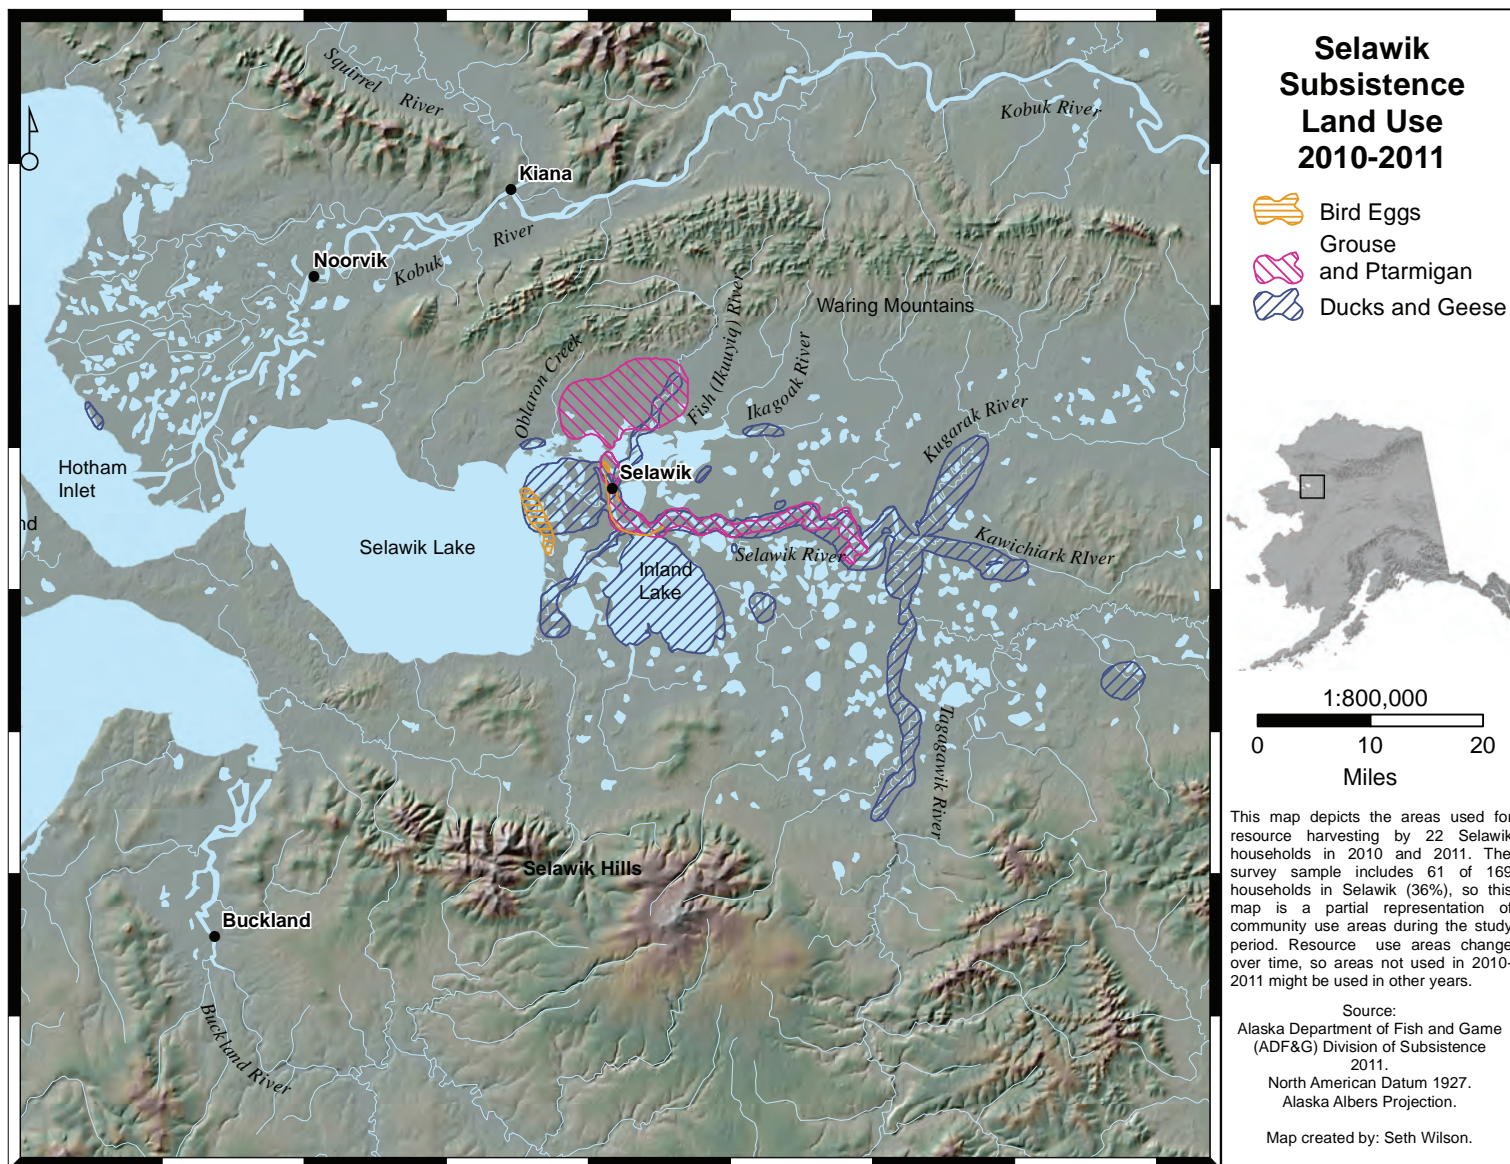 Selawik
Subsistence
Land Use
2010-2011
Bird Eggs
Grouse
and Ptarmigan
Ducks and Geese
1:800,000
0 10 20
Miles
This map depicts the areas used for
resource harvesting by 22 Selawik
households in 2010 and 2011. The
survey sample includes 61 of 169
households in Selawik (36%), so this
map is a partial representation of
community use areas during the study
period. Resource use areas change
over time, so areas not used in 2010-
2011 might be used in other years.
Source:
Alaska Department of Fish and Game
(ADF&G) Division of Subsistence
2011.
North American Datum 1927.
Alaska Albers Projection.
Map created by: Seth Wilson.
Squirrel River
Kobuk River
Kiana
Noorvik
Kobuk River
Waring Mountains
Oblaron Creek
Fish (Ikuuyiq) River
Ikagoak River
Kugarak River
Hotham
Inlet
Selawik
nd
Selawik Lake
Inland
Lake
Selawik River
Kawichiark RIver
Tagagawik River
Selawik Hills
Buckland
Buckland River